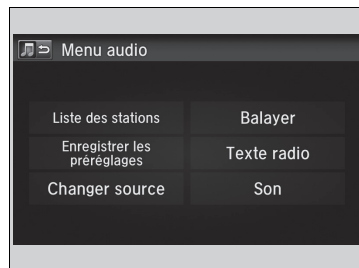 Menu audio
Liste des stations
Balayer
Enregistrer les
préréglages
Texte radio
Changer source
Son